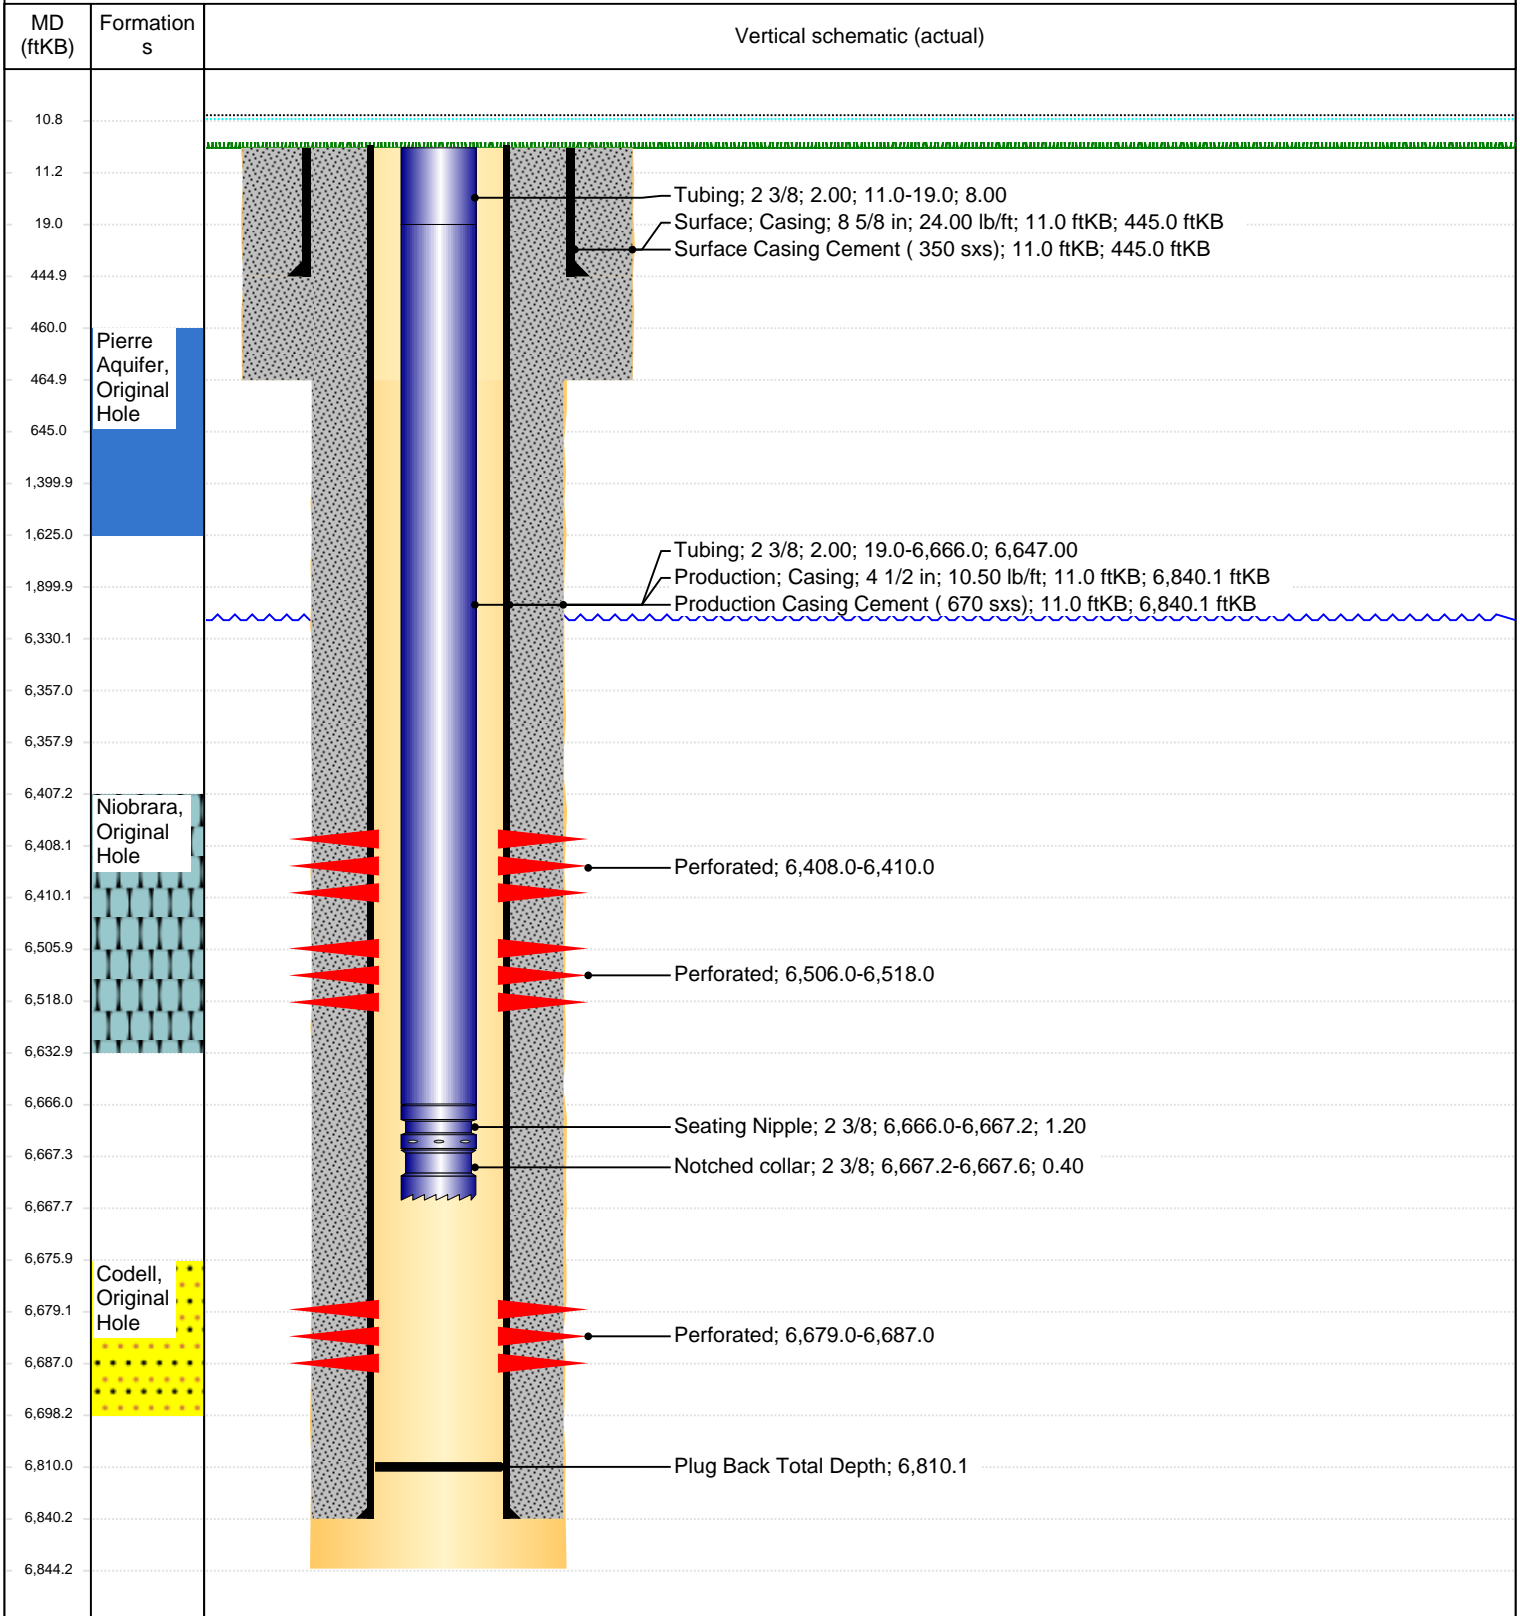 MD
(ftKB)
Formation
s
Vertical schematic (actual)
10.8
11.2
Tubing; 2 3/8; 2.00; 11.0-19.0; 8.00
19.0
Surface; Casing; 8 5/8 in; 24.00 lb/ft; 11.0 ftKB; 445.0 ftKB
Surface Casing Cement ( 350 sxs); 11.0 ftKB; 445.0 ftKB
444.9
460.0
Pierre
Aquifer,
Original
Hole
464.9
645.0
1,399.9
1,625.0
Tubing; 2 3/8; 2.00; 19.0-6,666.0; 6,647.00
Production; Casing; 4 1/2 in; 10.50 lb/ft; 11.0 ftKB; 6,840.1 ftKB
1,899.9
Production Casing Cement ( 670 sxs); 11.0 ftKB; 6,840.1 ftKB
6,330.1
6,357.0
6,357.9
6,407.2
Niobrara,
Original
Hole
6,408.1
Perforated; 6,408.0-6,410.0
6,410.1
6,505.9
Perforated; 6,506.0-6,518.0
6,518.0
6,632.9
6,666.0
Seating Nipple; 2 3/8; 6,666.0-6,667.2; 1.20
6,667.3
Notched collar; 2 3/8; 6,667.2-6,667.6; 0.40
6,667.7
6,675.9
Codell,
Original
Hole
6,679.1
Perforated; 6,679.0-6,687.0
6,687.0
6,698.2
6,810.0
Plug Back Total Depth; 6,810.1
6,840.2
6,844.2